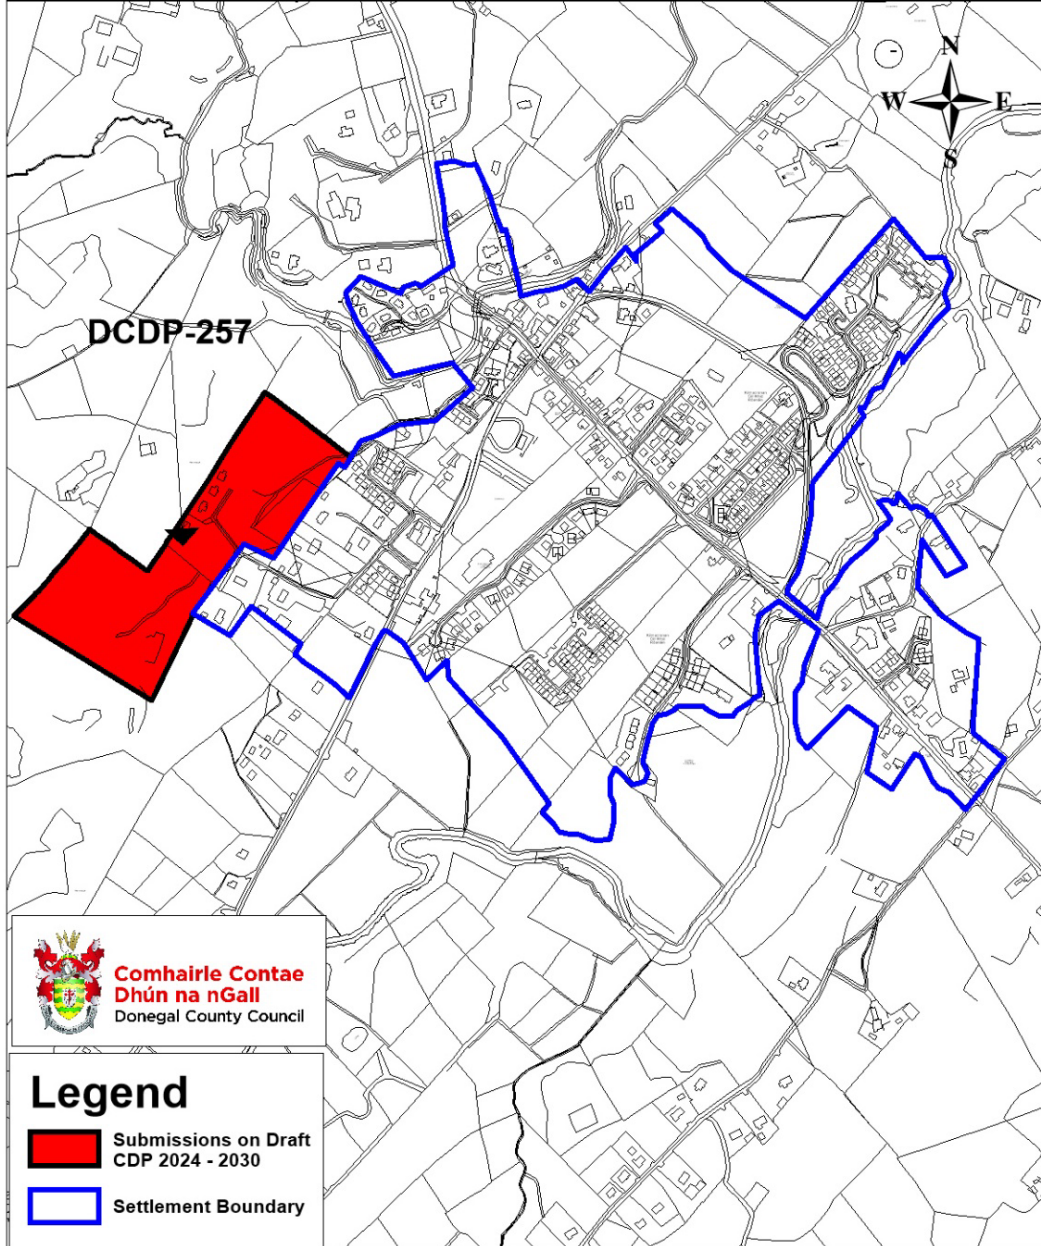 N
W E
S
DCDP-257
Comhairle Contae
Dhún na nGall
Donegal County Council
Legend
Submissions on Draft
CDP 2024 - 2030
Settlement Boundary